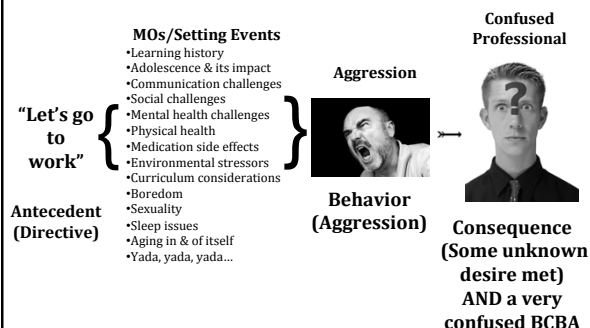 “Let’s go
to
work”
Antecedent
(Directive)
{
MOs/Setting Events
•Learning history
•Adolescence & its impact
•Communication challenges
•Social challenges
•Mental health challenges
•Physical health
•Medication side effects
•Environmental stressors
•Curriculum considerations
•Boredom
•Sexuality
•Sleep issues
•Aging in & of itself
•Yada, yada, yada…
}
Aggression
Behavior
(Aggression)
Confused
Professional
?
Consequence
(Some unknown
desire met)
AND a very
confused BCBA